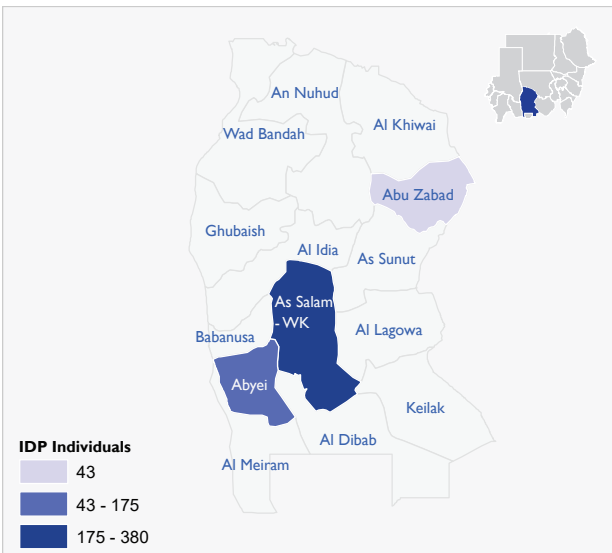 An Nuhud
Al Khiwai
Wad Bandah
Abu Zabad
Ghubaish
Al Idia
As Sunut
As Salam
- WK
Al Lagowa
Babanusa
Abyei
Keilak
Al Dibab
Al Meiram
IDP Individuals
43
43 - 175
175 - 380